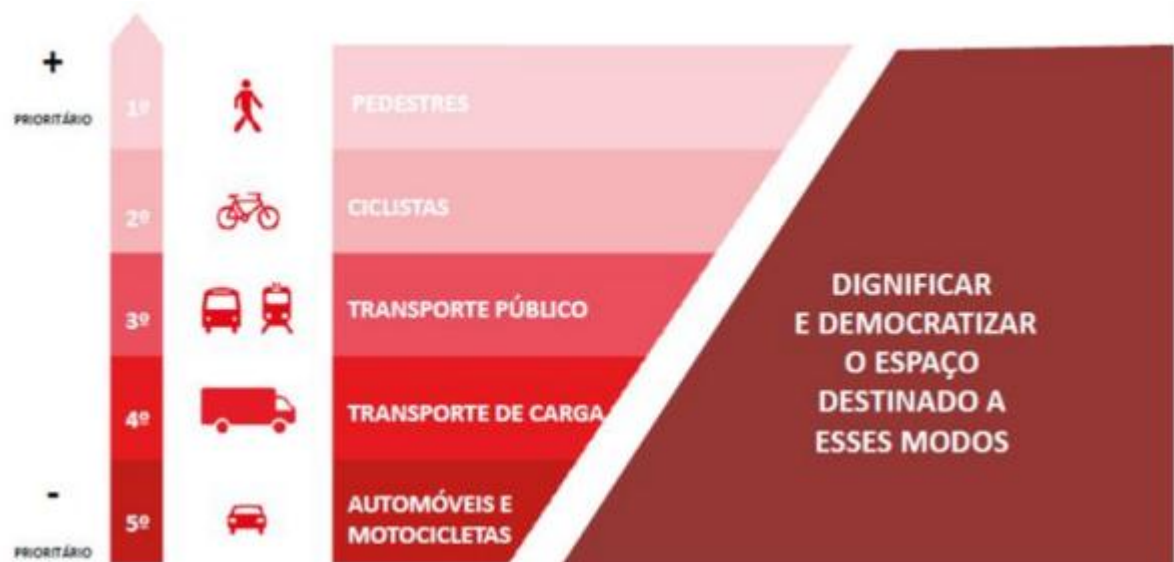 +
PRIORITÁRIO
1º
PEDESTRES
2º
CICLISTAS
3º
TRANSPORTE PÚBLICO
4º
TRANSPORTE DE CARGA
-
PRIORITÁRIO
5º
AUTOMÓVEIS E
MOTOCICLETAS
DIGNIFICAR
E DEMOCRATIZAR
O ESPAÇO
DESTINADO A
ESSES MODOS